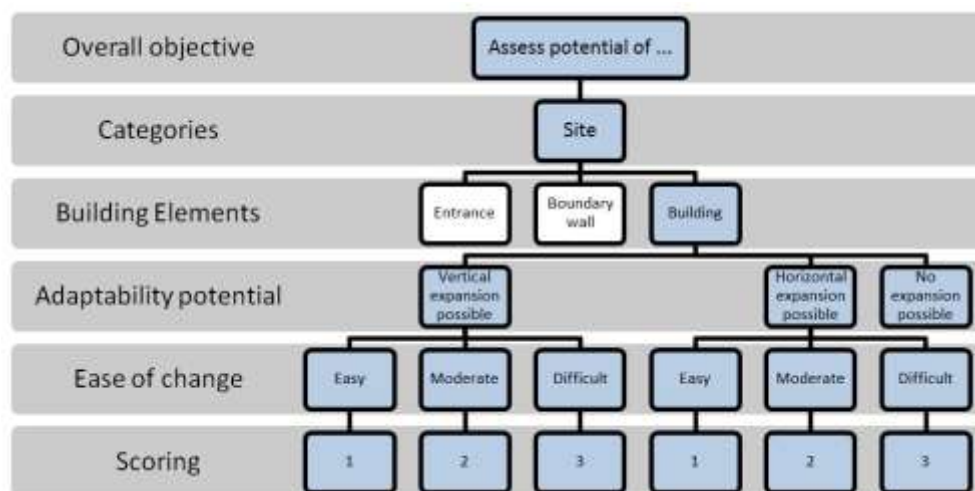 Overall objective
Assess potential of ...
Categories
Site
Building Elements
Entrance
Boundary
wall
Building
Adaptability potential
Vertical
expansion
possible
Horizontal
expansion
possible
No
expansion
possible
Ease of change
Easy
Moderate
Difficult
Easy
Moderate
Difficult
Scoring
1
2
3
1
2
3